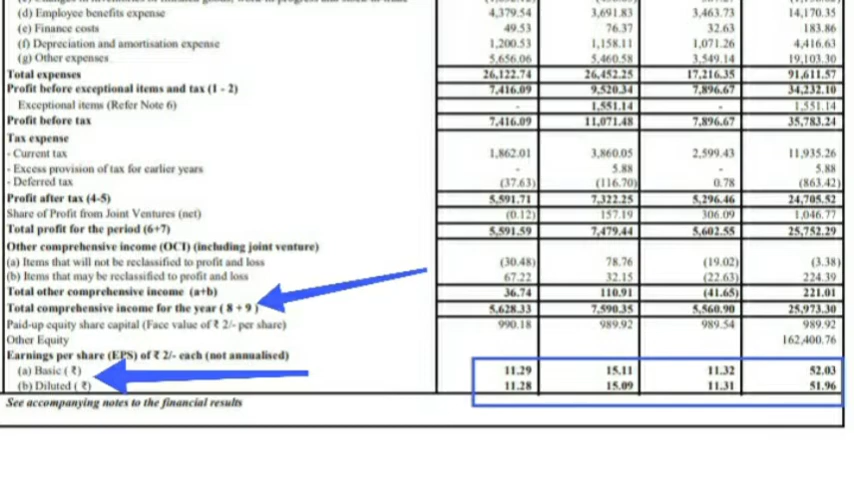 (d) Employee benefits expense 4,379.54 3,691.83 3,463.73 14,170.35
(e) Finance costs 49.53 76.37 32.63 183.86
(f) Depreciation and amortisation expense 1,200.53 1,158.11 1,071.26 4,416.63
(g) Other expenses 5,656.06 5,460.58 3,549.14 19,103.30
Total expenses 26,122.74 26,452.25 17,216.35 91,611.57
Profit before exceptional items and tax (1 - 2) 7,416.09 9,520.34 7,896.67 34,232.10
Exceptional items (Refer Note 6) - 1,551.14 - 1,551.14
Profit before tax 7,416.09 11,071.48 7,896.67 35,783.24
Tax expense
- Current tax 1,862.01 3,860.05 2,599.43 11,935.26
- Excess provision of tax for earlier years - 5.88 - 5.88
- Deferred tax (37.63) (116.70) 0.78 (863.42)
Profit after tax (4-5) 5,591.71 7,322.25 5,296.46 24,705.52
Share of Profit from Joint Ventures (net) (0.12) 157.19 306.09 1,046.77
Total profit for the period (6+7) 5,591.59 7,479.44 5,602.55 25,752.29
Other comprehensive income (OCI) (including joint venture)
(a) Items that will not be reclassified to profit and loss (30.48) 78.76 (19.02) (3.38)
(b) Items that may be reclassified to profit and loss 67.22 32.15 (22.63) 224.39
Total other comprehensive income (a+b) 36.74 110.91 (41.65) 221.01
Total comprehensive income for the year ( 8 + 9 ) 5,628.33 7,590.35 5,560.90 25,973.30
Paid-up equity share capital (Face value of ₹ 2/- per share) 990.18 989.92 989.54 989.92
Other Equity 162,400.76
Earnings per share (EPS) of ₹ 2/- each (not annualised)
(a) Basic ( ₹) 11.29 15.11 11.32 52.03
(b) Diluted ( ₹) 11.28 15.09 11.31 51.96
See accompanying notes to the financial results